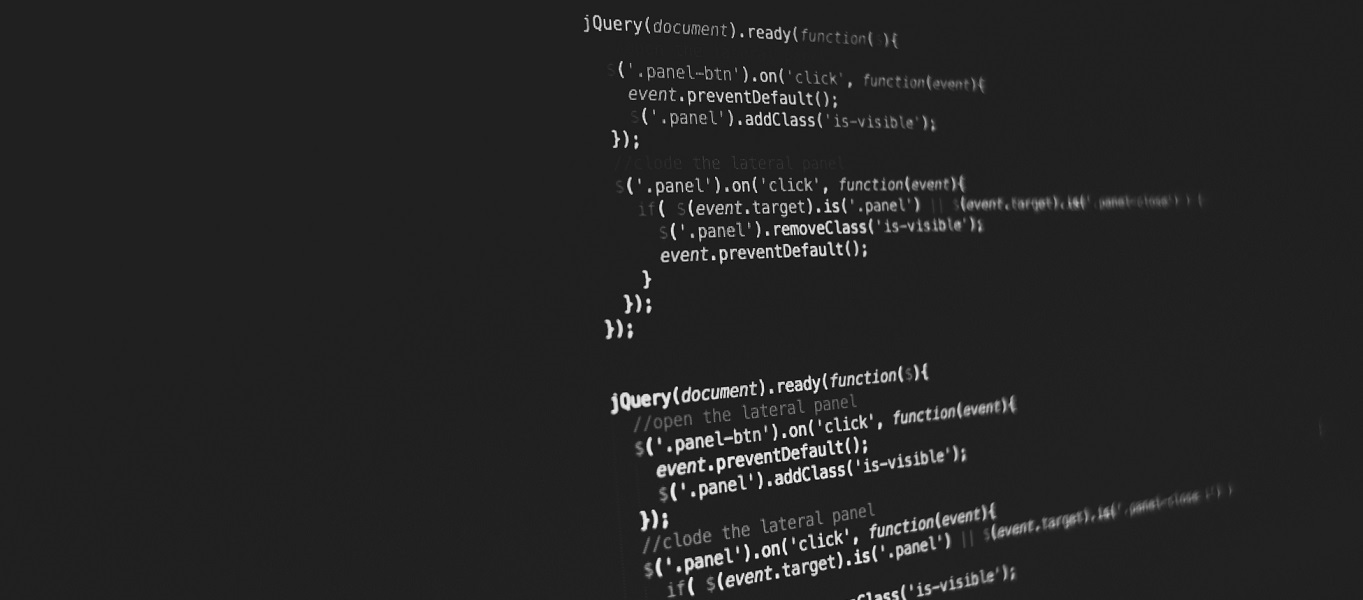 jQuery(document).ready(function( ){
$('.panel-btn').on('click', function(event){
event.preventDefault();
$('.panel').addClass('is-visible');
});
//clode the lateral panel
$('.panel').on('click', function(event){
if( $(event.target).is('.panel') || $(event.target).is('.panel-close') ) {
$('.panel').removeClass('is-visible');
event.preventDefault();
}
});
});
jQuery(document).ready(function($){
//open the lateral panel
$('.panel-btn').on('click', function(event){
event.preventDefault();
$('.panel').addClass('is-visible');
});
//clode the lateral panel
$('.panel').on('click', function(event){
if( $(event.target).is('.panel') || $(event.target).is('.panel-close
Class('is-visible');